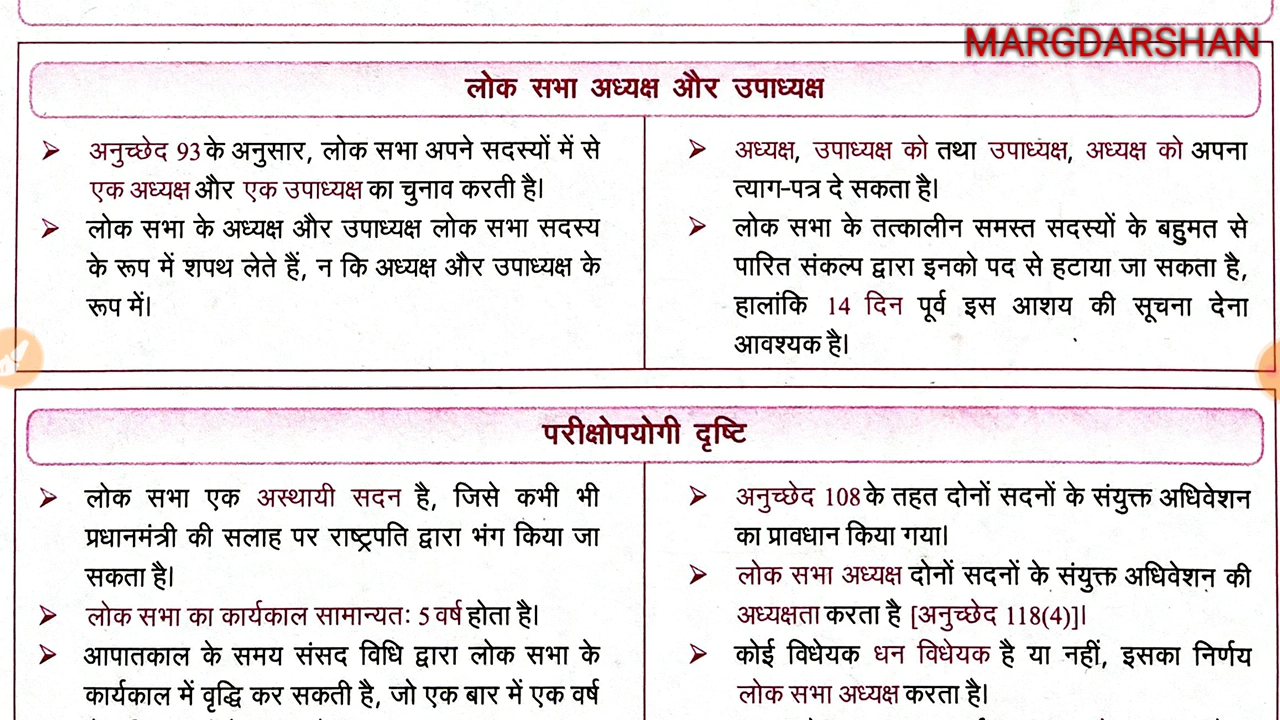 MARGDARSHAN
लोक सभा अध्यक्ष और उपाध्यक्ष
➢ अनुच्छेद 93 के अनुसार, लोक सभा अपने सदस्यों में से
एक अध्यक्ष और एक उपाध्यक्ष का चुनाव करती है।
➢ लोक सभा के अध्यक्ष और उपाध्यक्ष लोक सभा सदस्य
के रूप में शपथ लेते हैं, न कि अध्यक्ष और उपाध्यक्ष के
रूप में।
➢ अध्यक्ष, उपाध्यक्ष को तथा उपाध्यक्ष, अध्यक्ष को अपना
त्याग-पत्र दे सकता है।
➢ लोक सभा के तत्कालीन समस्त सदस्यों के बहुमत से
पारित संकल्प द्वारा इनको पद से हटाया जा सकता है,
हालांकि 14 दिन पूर्व इस आशय की सूचना देना
आवश्यक है।
परीक्षोपयोगी दृष्टि
➢ लोक सभा एक अस्थायी सदन है, जिसे कभी भी
प्रधानमंत्री की सलाह पर राष्ट्रपति द्वारा भंग किया जा
सकता है।
➢ लोक सभा का कार्यकाल सामान्यतः 5 वर्ष होता है।
➢ आपातकाल के समय संसद विधि द्वारा लोक सभा के
कार्यकाल में वृद्धि कर सकती है, जो एक बार में एक वर्ष
➢ अनुच्छेद 108 के तहत दोनों सदनों के संयुक्त अधिवेशन
का प्रावधान किया गया।
➢ लोक सभा अध्यक्ष दोनों सदनों के संयुक्त अधिवेशन की
अध्यक्षता करता है [अनुच्छेद 118(4)]।
➢ कोई विधेयक धन विधेयक है या नहीं, इसका निर्णय
लोक सभा अध्यक्ष करता है।